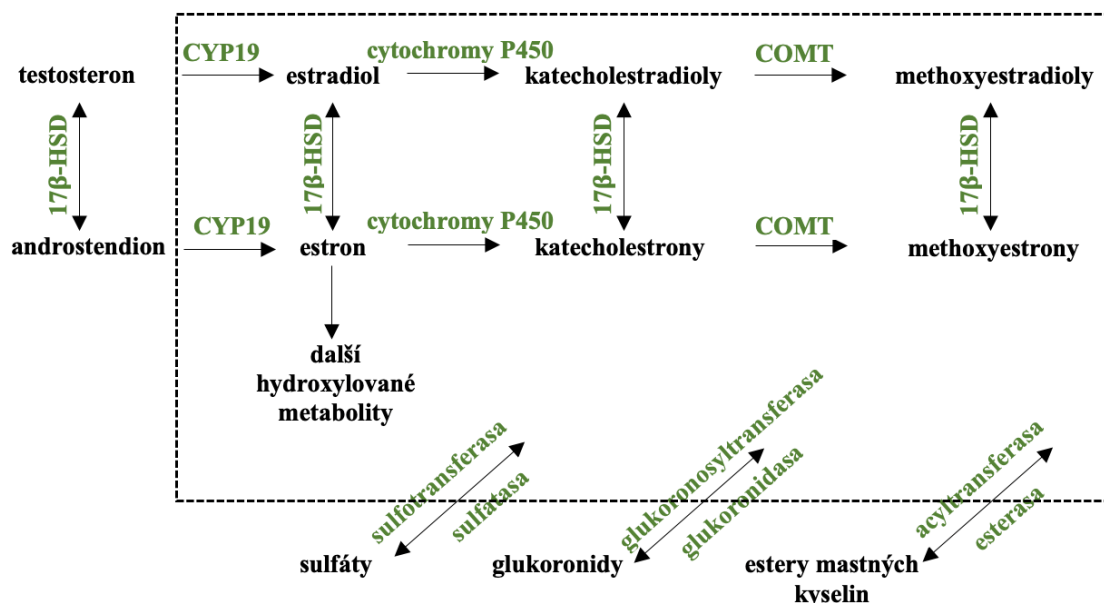 CYP19
cytochromy P450
COMT
testosteron
estradiol
katecholestradioly
methoxyestradioly
17β-HSD
17β-HSD
17β-HSD
17β-HSD
CYP19
cytochromy P450
COMT
androstendion
estron
katecholestrony
methoxyestrony
další
hydroxylované
metabolity
sulfotransferasa
sulfatasa
glukoronosyltransferasa
glukoronidasa
acyltransferasa
esterasa
sulfáty
glukoronidy
estery mastných
kyselin